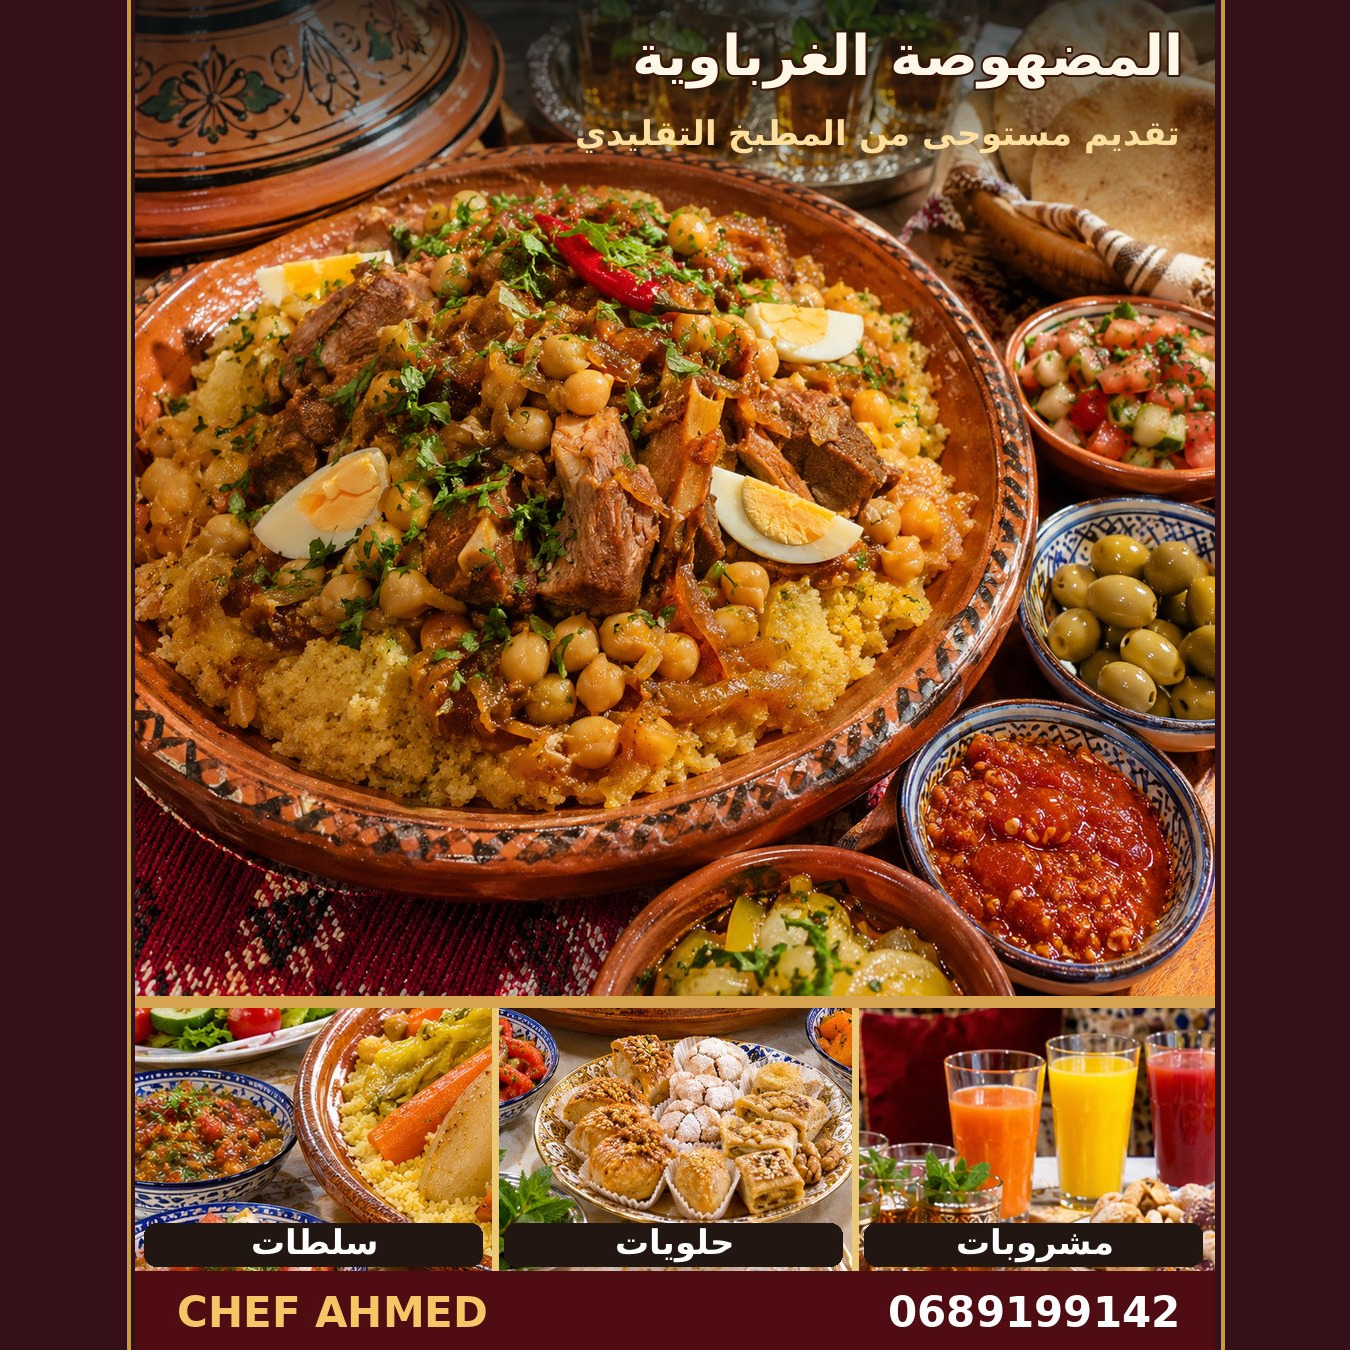 المضهوصة الغرباوية
تقديم مستوحى من المطبخ التقليدي
مشروبات
حلويات
سلطات
CHEF AHMED
0689199142